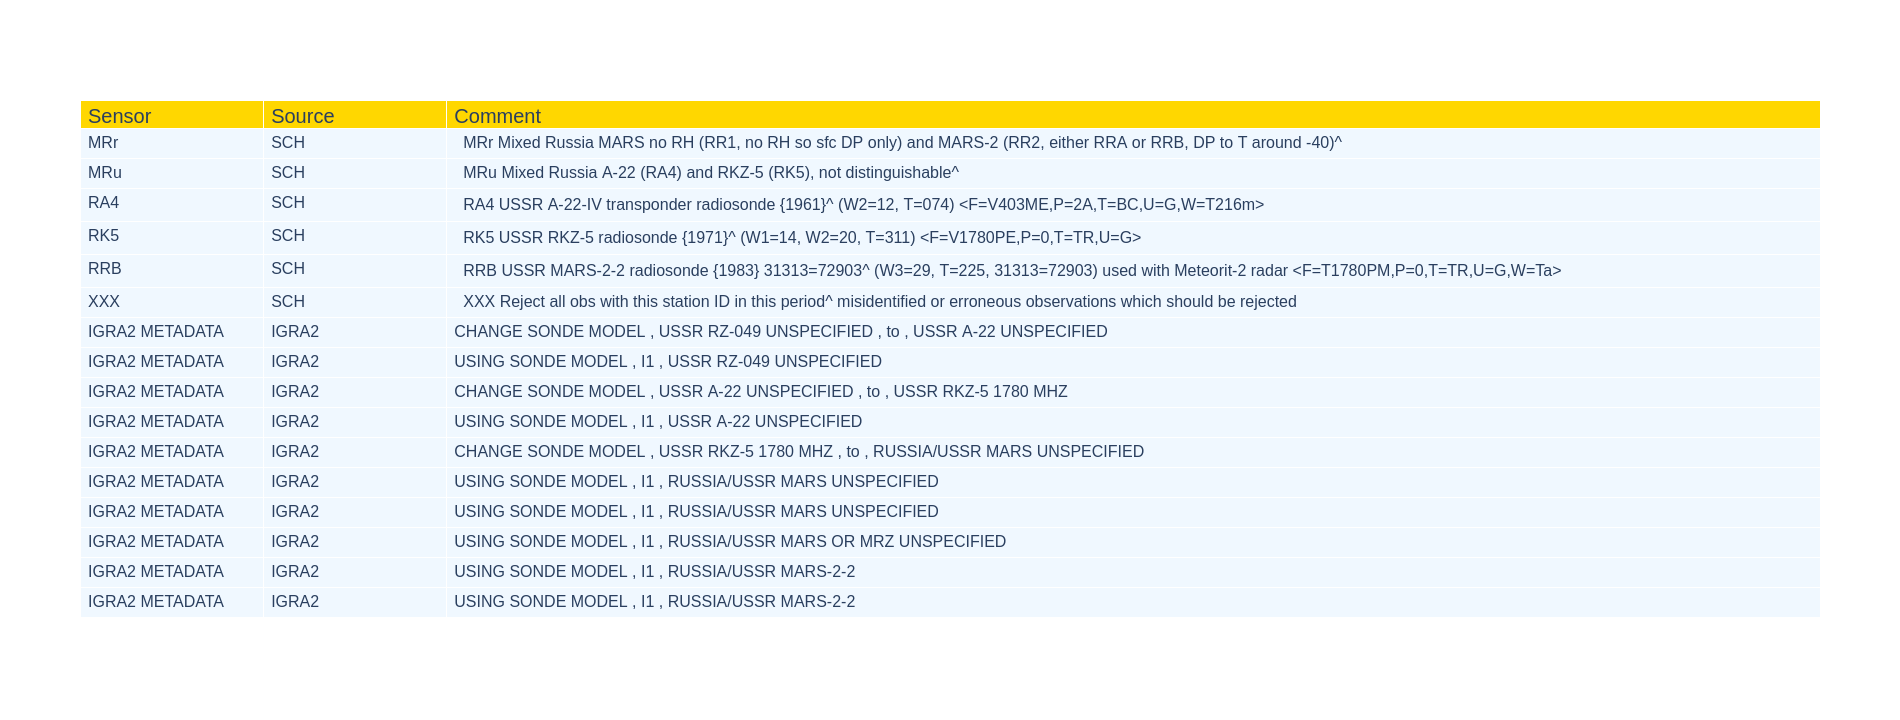 Sensor Source Comment
MRr SCH MRr Mixed Russia MARS no RH (RR1, no RH so sfc DP only) and MARS-2 (RR2, either RRA or RRB, DP to T around -40)^
MRu SCH MRu Mixed Russia A-22 (RA4) and RKZ-5 (RK5), not distinguishable^
RA4 SCH RA4 USSR A-22-IV transponder radiosonde {1961}^ (W2=12, T=074) <F=V403ME,P=2A,T=BC,U=G,W=T216m>
RK5 SCH RK5 USSR RKZ-5 radiosonde {1971}^ (W1=14, W2=20, T=311) <F=V1780PE,P=0,T=TR,U=G>
RRB SCH RRB USSR MARS-2-2 radiosonde {1983} 31313=72903^ (W3=29, T=225, 31313=72903) used with Meteorit-2 radar <F=T1780PM,P=0,T=TR,U=G,W=Ta>
XXX SCH XXX Reject all obs with this station ID in this period^ misidentified or erroneous observations which should be rejected
IGRA2 METADATA IGRA2 CHANGE SONDE MODEL , USSR RZ-049 UNSPECIFIED , to , USSR A-22 UNSPECIFIED
IGRA2 METADATA IGRA2 USING SONDE MODEL , I1 , USSR RZ-049 UNSPECIFIED
IGRA2 METADATA IGRA2 CHANGE SONDE MODEL , USSR A-22 UNSPECIFIED , to , USSR RKZ-5 1780 MHZ
IGRA2 METADATA IGRA2 USING SONDE MODEL , I1 , USSR A-22 UNSPECIFIED
IGRA2 METADATA IGRA2 CHANGE SONDE MODEL , USSR RKZ-5 1780 MHZ , to , RUSSIA/USSR MARS UNSPECIFIED
IGRA2 METADATA IGRA2 USING SONDE MODEL , I1 , RUSSIA/USSR MARS UNSPECIFIED
IGRA2 METADATA IGRA2 USING SONDE MODEL , I1 , RUSSIA/USSR MARS UNSPECIFIED
IGRA2 METADATA IGRA2 USING SONDE MODEL , I1 , RUSSIA/USSR MARS OR MRZ UNSPECIFIED
IGRA2 METADATA IGRA2 USING SONDE MODEL , I1 , RUSSIA/USSR MARS-2-2
IGRA2 METADATA IGRA2 USING SONDE MODEL , I1 , RUSSIA/USSR MARS-2-2